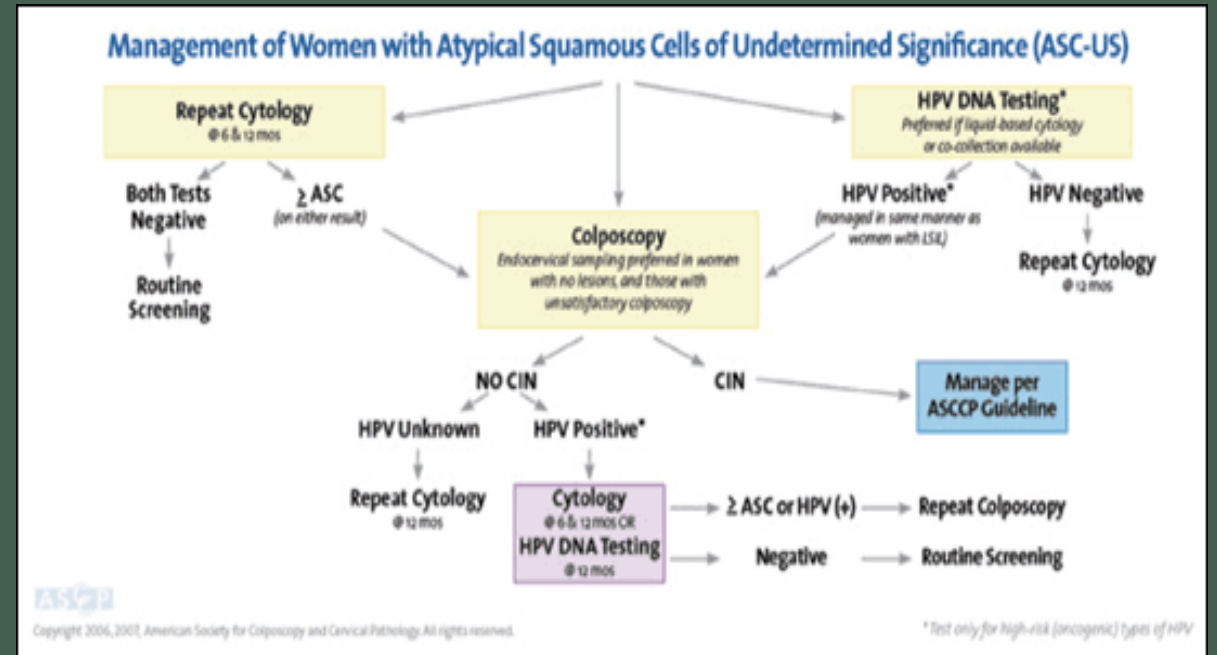 Management of Women with Atypical Squamous Cells of Undetermined Significance (ASC-US)
Repeat Cytology
@ 6 & 12 mos
HPV DNA Testing*
Preferred if liquid-based cytology
or co-collection available
Both Tests
Negative
≥ ASC
(on either result)
HPV Positive*
(managed in same manner as
women with LSIL)
HPV Negative
Routine
Screening
Colposcopy
Endocervical sampling preferred in women
with no lesions, and those with
unsatisfactory colposcopy
Repeat Cytology
@ 12 mos
NO CIN
CIN
Manage per
ASCCP Guideline
HPV Unknown
HPV Positive*
Repeat Cytology
@ 12 mos
Cytology
@ 6 & 12 mos OR
HPV DNA Testing
@ 12 mos
≥ ASC or HPV (+)
Repeat Colposcopy
Negative
Routine Screening
Copyright 2006, 2007, American Society for Colposcopy and Cervical Pathology. All rights reserved.
* Test only for high-risk (oncogenic) types of HPV